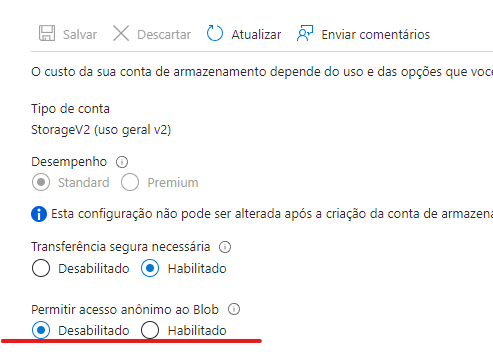 Salvar Descartar Atualizar Enviar comentários
O custo da sua conta de armazenamento depende do uso e das opções que voce
Tipo de conta
StorageV2 (uso geral v2)
Desempenho
Standard Premium
Esta configuração não pode ser alterada após a criação da conta de armazena
Transferência segura necessária
Desabilitado Habilitado
Permitir acesso anônimo ao Blob
Desabilitado Habilitado